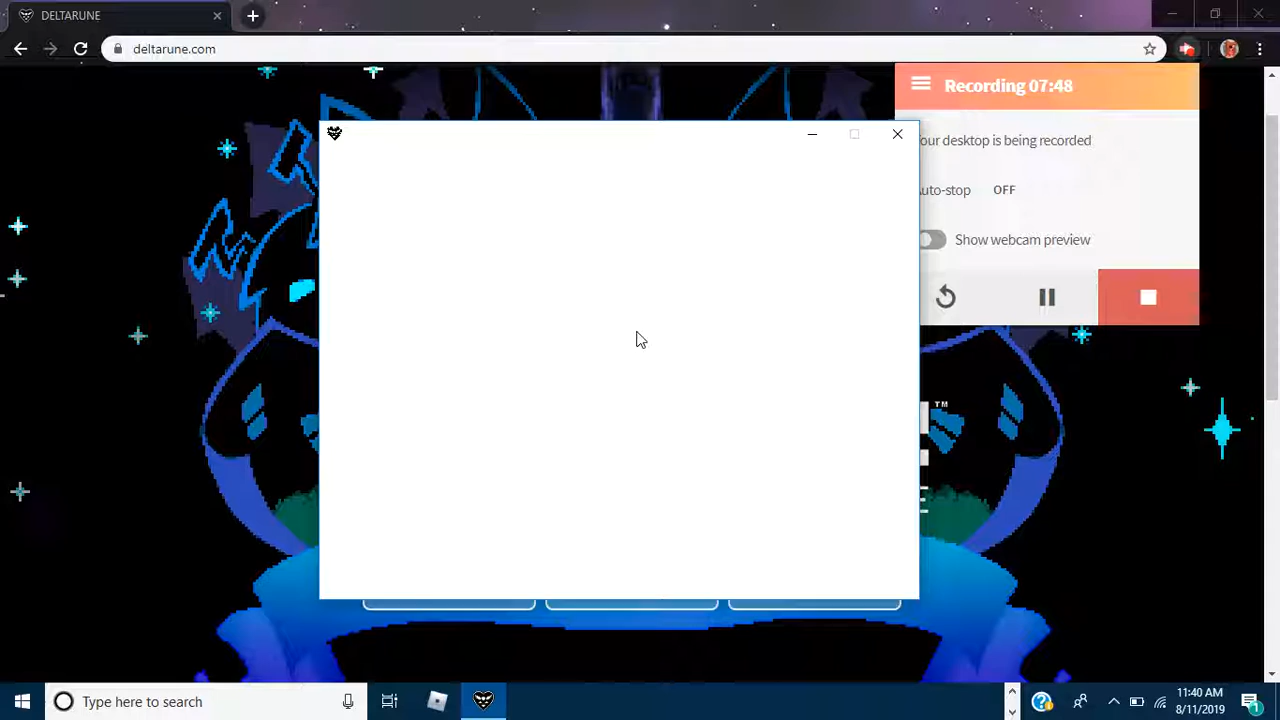 DELTARUNE
deltarune.com
Recording 07:48
our desktop is being recorded
uto-stop OFF
Show webcam preview
TM
E
Type here to search
11:40 AM
8/11/2019
1